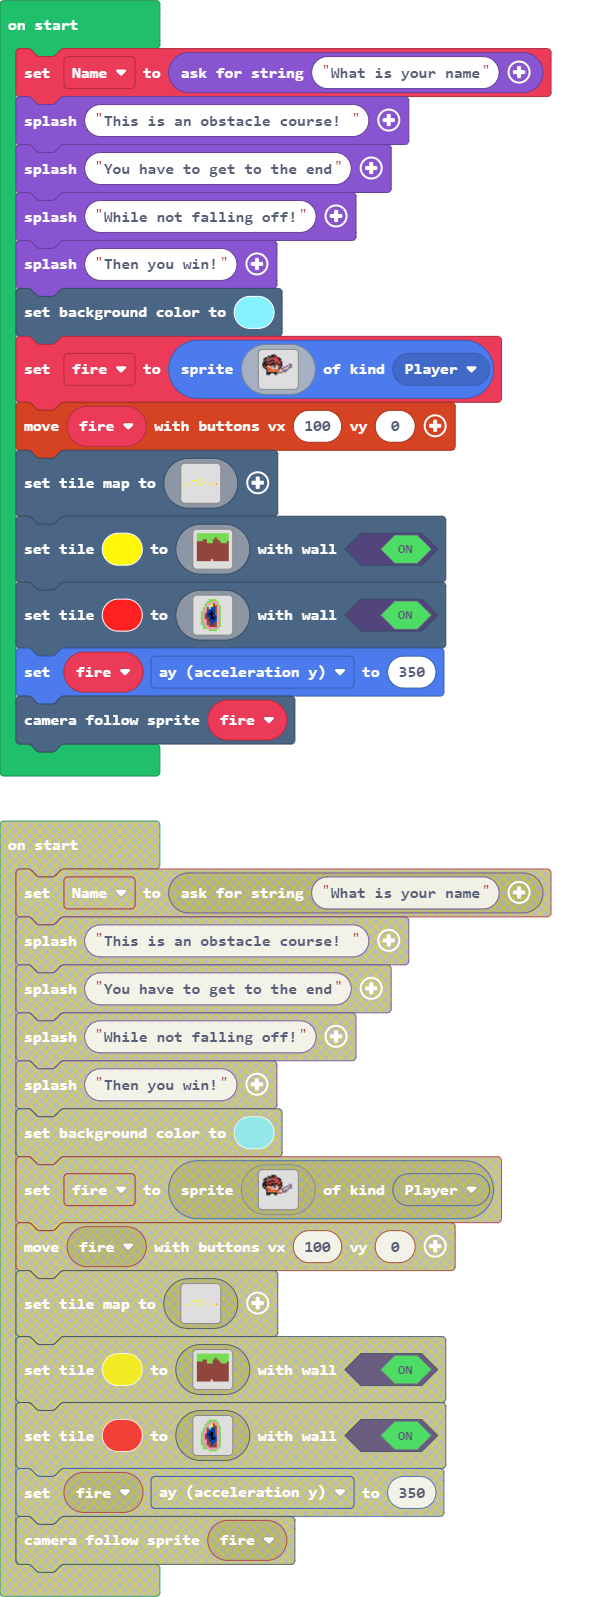 on start
set Name to ask for string "What is your name"
splash "This is an obstacle course! "
splash "You have to get to the end"
splash "While not falling off!"
splash "Then you win!"
set background color to
set fire to sprite of kind Player
move fire with buttons vx 100 vy 0
set tile map to
set tile to with wall ON
set tile to with wall ON
set fire ay (acceleration y) to 350
camera follow sprite fire
on start
set Name to ask for string "What is your name"
splash "This is an obstacle course! "
splash "You have to get to the end"
splash "While not falling off!"
splash "Then you win!"
set background color to
set fire to sprite of kind Player
move fire with buttons vx 100 vy 0
set tile map to
set tile to with wall ON
set tile to with wall ON
set fire ay (acceleration y) to 350
camera follow sprite fire